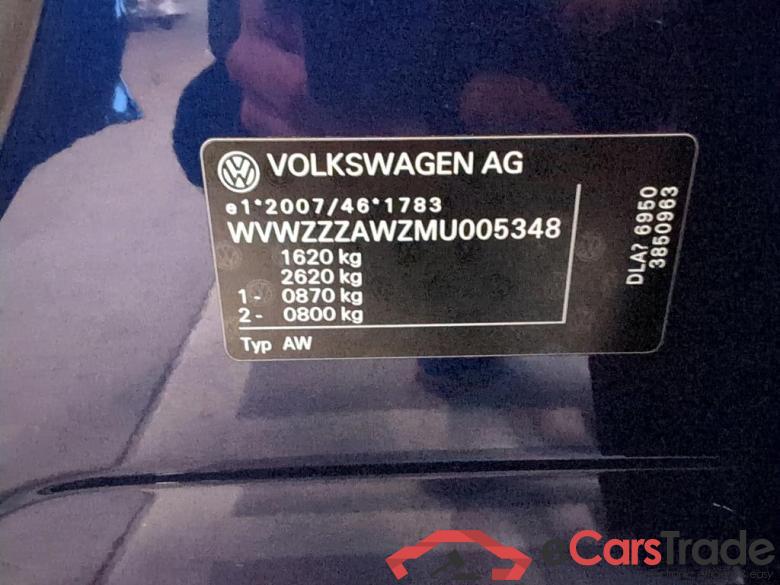 VOLKSWAGEN AG
e1*2007/46*1783
WVWZZZAWZMU005348
1620 kg
2620 kg
1- 0870 kg
2- 0800 kg
Typ AW
DLA? 6950
3850963
eCarsTrade